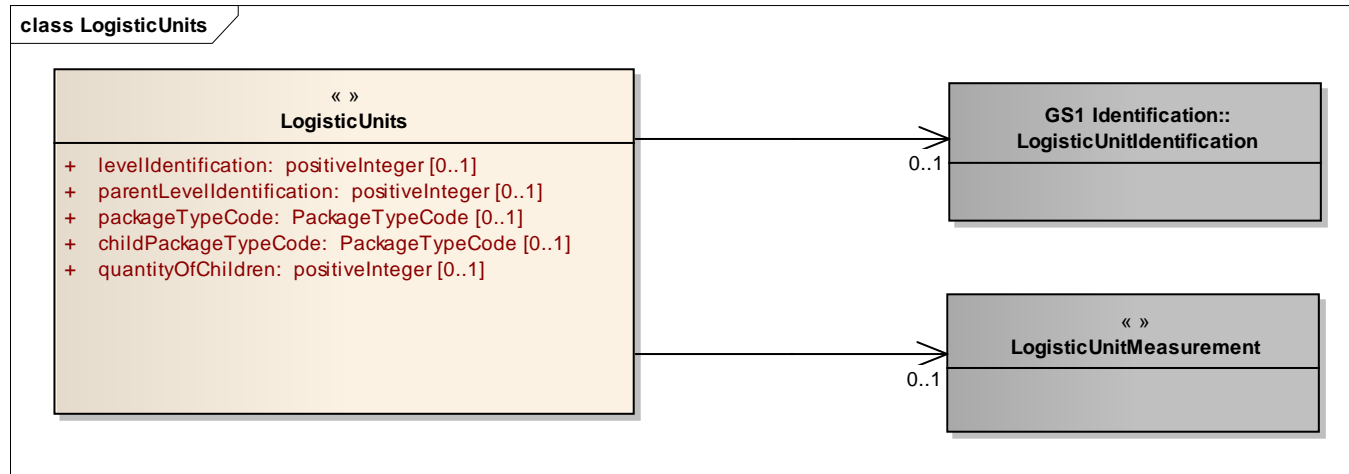 class LogisticUnits
« »
LogisticUnits
+ levelIdentification: positiveInteger [0..1]
+ parentLevelIdentification: positiveInteger [0..1]
+ packageTypeCode: PackageTypeCode [0..1]
+ childPackageTypeCode: PackageTypeCode [0..1]
+ quantityOfChildren: positiveInteger [0..1]
GS1 Identification::
LogisticUnitIdentification
0..1
« »
LogisticUnitMeasurement
0..1